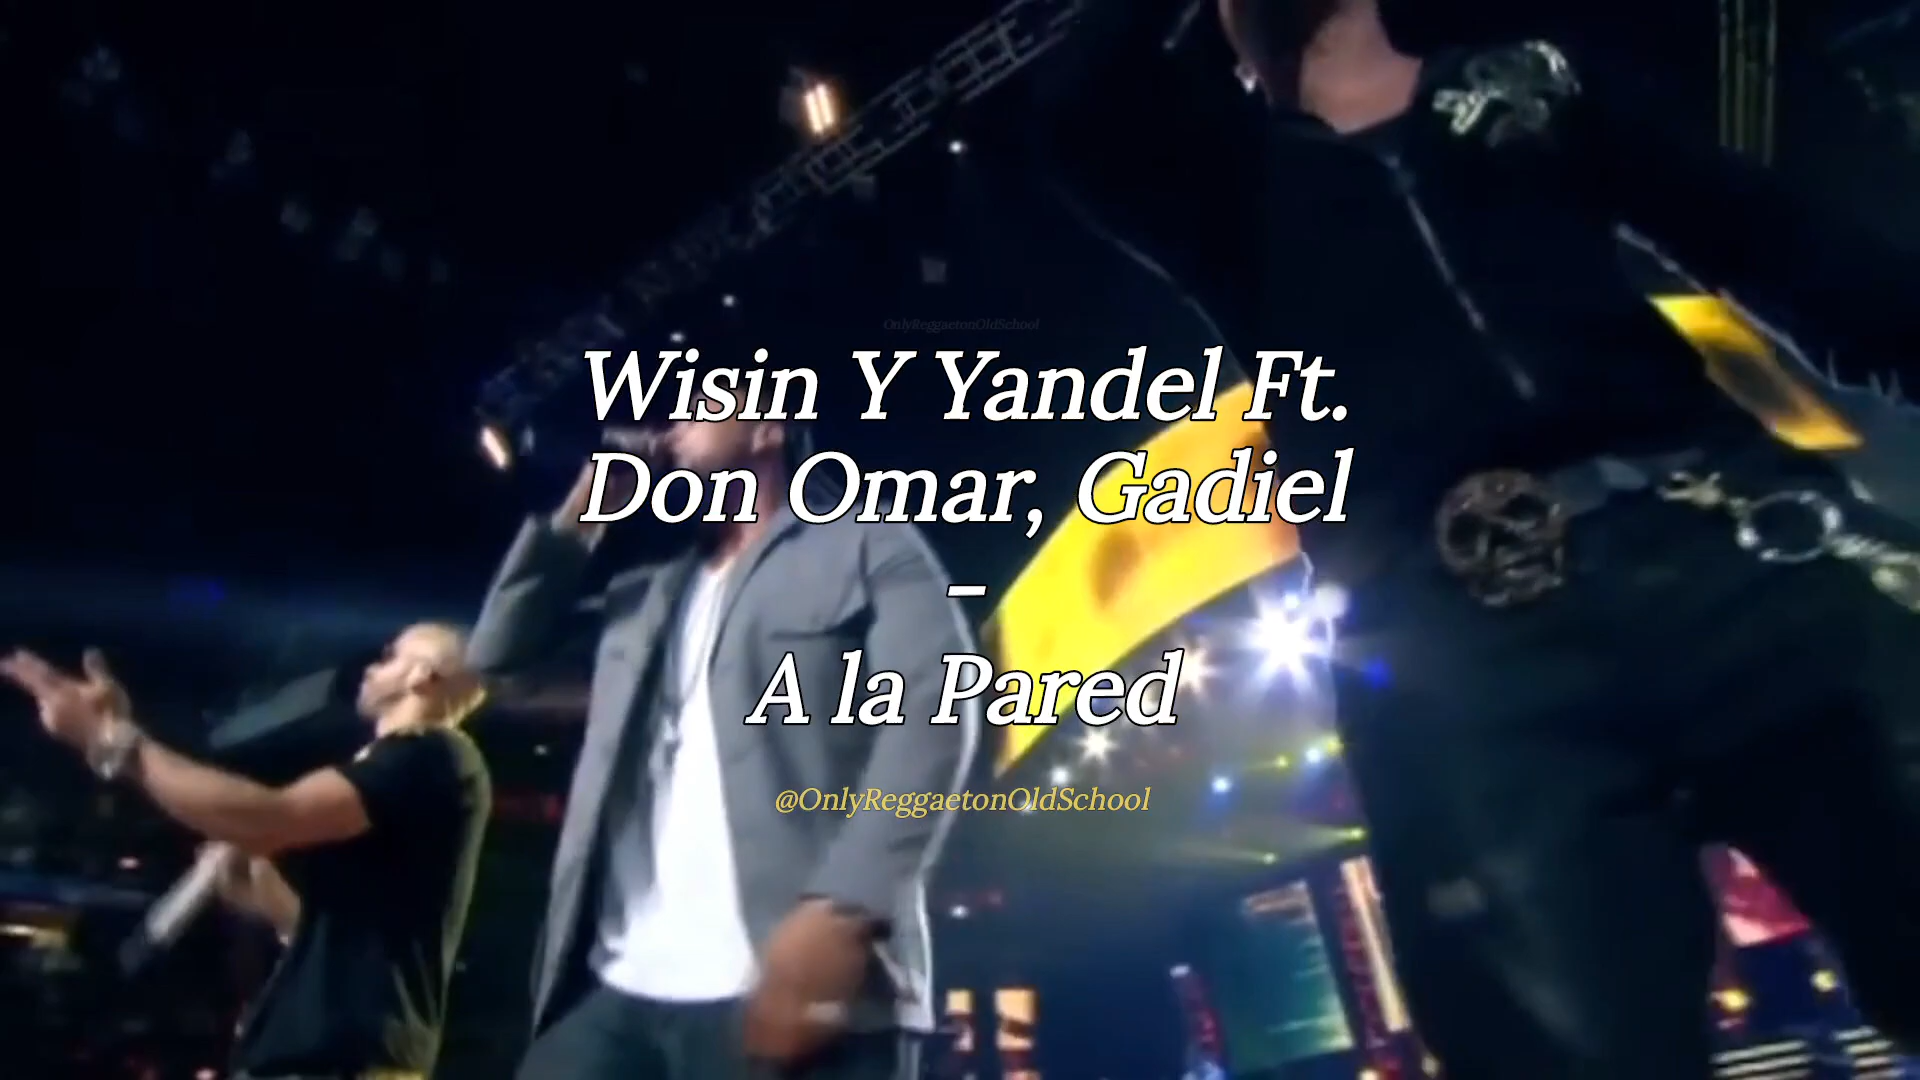 OnlyReggaetonOldSchool
Wisin Y Yandel Ft.
Don Omar, Gadiel
-
A la Pared
@OnlyReggaetonOldSchool